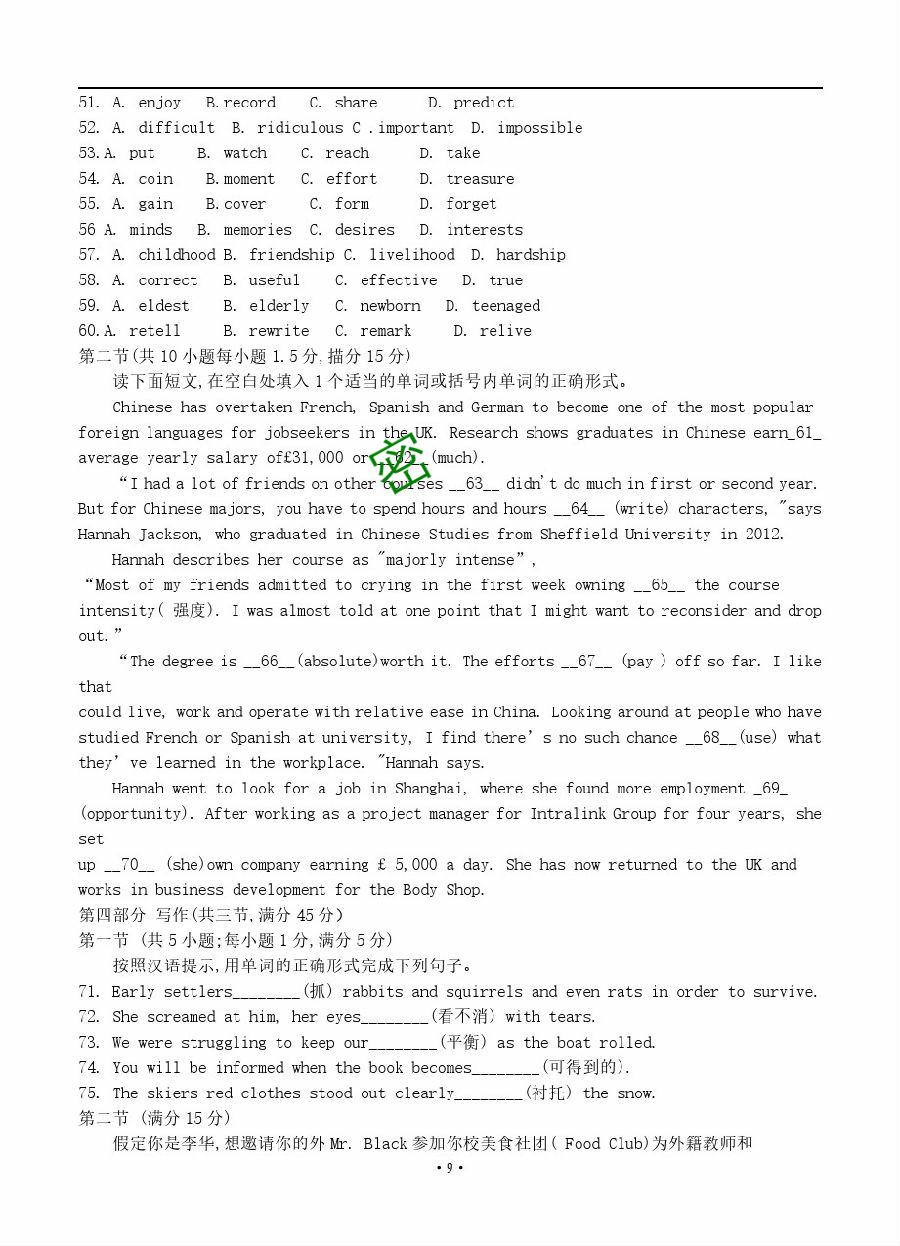 51. A. enjoy B.record C. share D. predict
52. A. difficult B. ridiculous C .important D. impossible
53.A. put B. watch C. reach D. take
54. A. coin B.moment C. effort D. treasure
55. A. gain B.cover C. form D. forget
56 A. minds B. memories C. desires D. interests
57. A. childhood B. friendship C. livelihood D. hardship
58. A. correct B. useful C. effective D. true
59. A. eldest B. elderly C. newborn D. teenaged
60.A. retell B. rewrite C. remark D. relive
第二节(共10小题每小题1.5分,描分15分)
读下面短文,在空白处填入1个适当的单词或括号内单词的正确形式。
Chinese has overtaken French, Spanish and German to become one of the most popular
foreign languages for jobseekers in the UK. Research shows graduates in Chinese earn_61_
average yearly salary of£31,000 or __62__(much).
“I had a lot of friends on other courses __63__ didn't do much in first or second year.
But for Chinese majors, you have to spend hours and hours __64__ (write) characters, "says
Hannah Jackson, who graduated in Chinese Studies from Sheffield University in 2012.
Hannah describes her course as "majorly intense”,
“Most of my friends admitted to crying in the first week owning __65__ the course
intensity( 强度). I was almost told at one point that I might want to reconsider and drop
out.”
“The degree is __66__(absolute)worth it. The efforts __67__ (pay ) off so far. I like
that
could live, work and operate with relative ease in China. Looking around at people who have
studied French or Spanish at university, I find there’s no such chance __68__(use) what
they’ve learned in the workplace. "Hannah says.
Hannah went to look for a job in Shanghai, where she found more employment _69_
(opportunity). After working as a project manager for Intralink Group for four years, she
set
up __70__ (she)own company earning £ 5,000 a day. She has now returned to the UK and
works in business development for the Body Shop.
第四部分 写作(共三节,满分45分)
第一节 (共5小题;每小题1分,满分5分)
按照汉语提示,用单词的正确形式完成下列句子。
71. Early settlers________(抓) rabbits and squirrels and even rats in order to survive.
72. She screamed at him, her eyes________(看不消) with tears.
73. We were struggling to keep our________(平衡) as the boat rolled.
74. You will be informed when the book becomes________(可得到的).
75. The skiers red clothes stood out clearly________(衬托) the snow.
第二节 (满分15分)
假定你是李华,想邀请你的外Mr. Black参加你校美食社团( Food Club)为外籍教师和
·9·
密